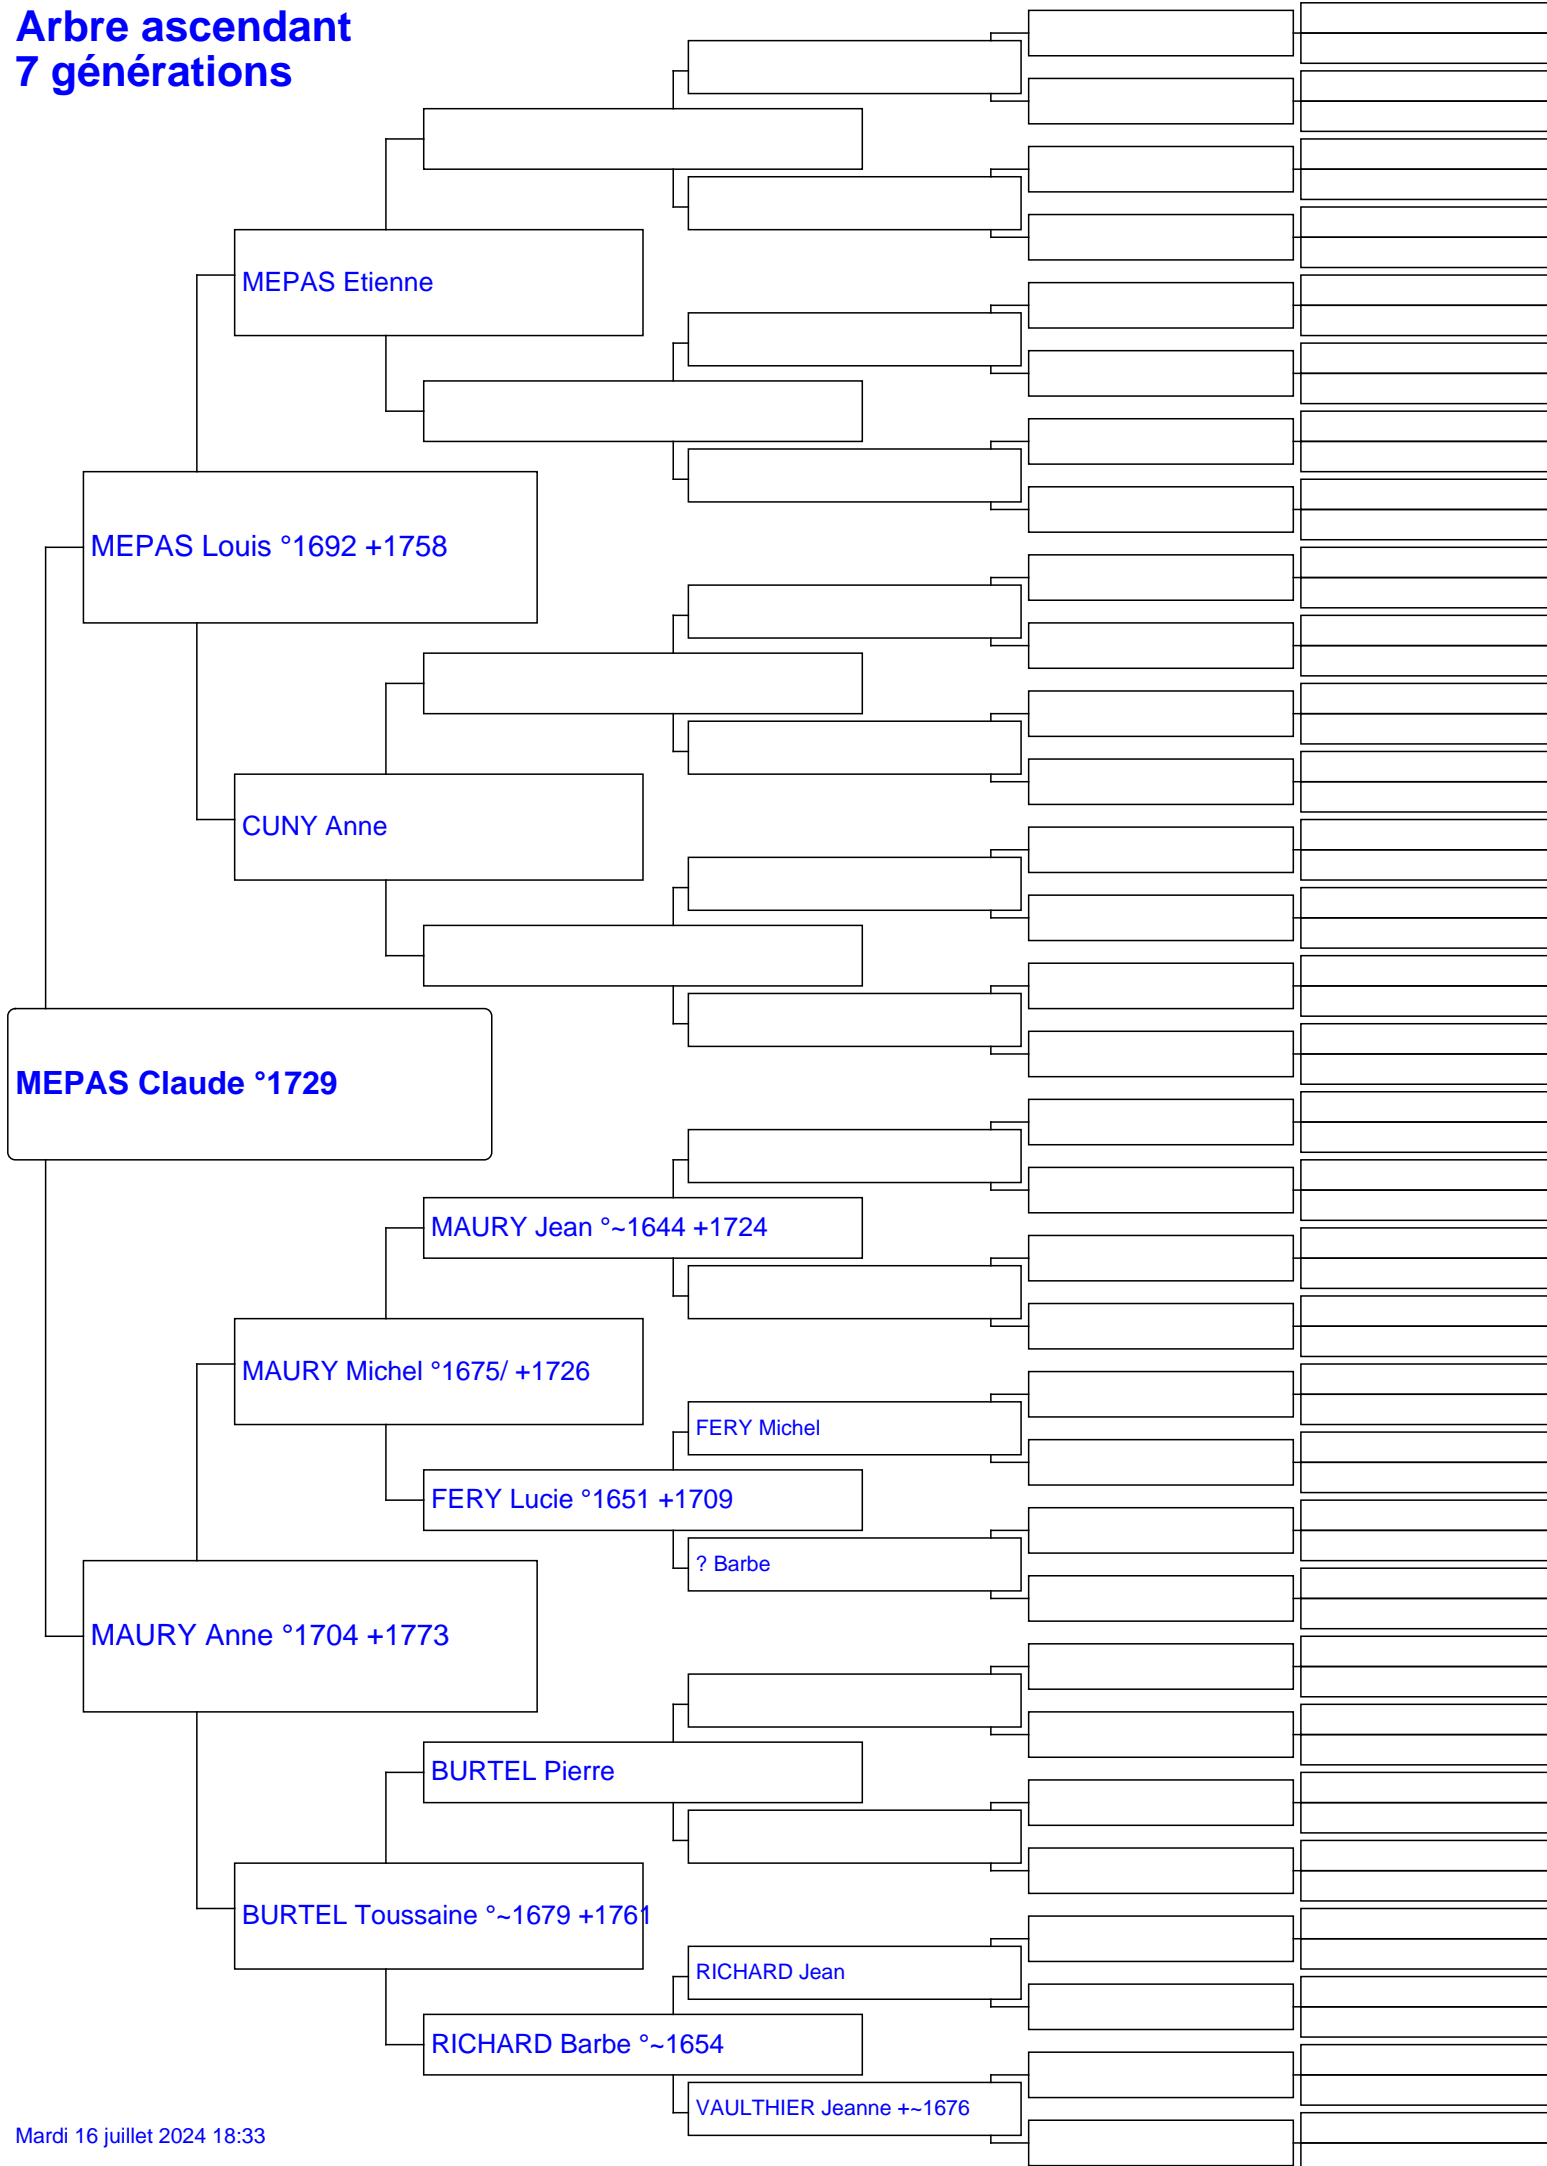 Arbre ascendant
7 générations
MEPAS Etienne
MEPAS Louis °1692 +1758
CUNY Anne
MEPAS Claude °1729
MAURY Jean °~1644 +1724
MAURY Michel °1675/ +1726
FERY Michel
FERY Lucie °1651 +1709
? Barbe
MAURY Anne °1704 +1773
BURTEL Pierre
BURTEL Toussaine °~1679 +1761
RICHARD Jean
RICHARD Barbe °~1654
VAULTHIER Jeanne +~1676
Mardi 16 juillet 2024 18:33